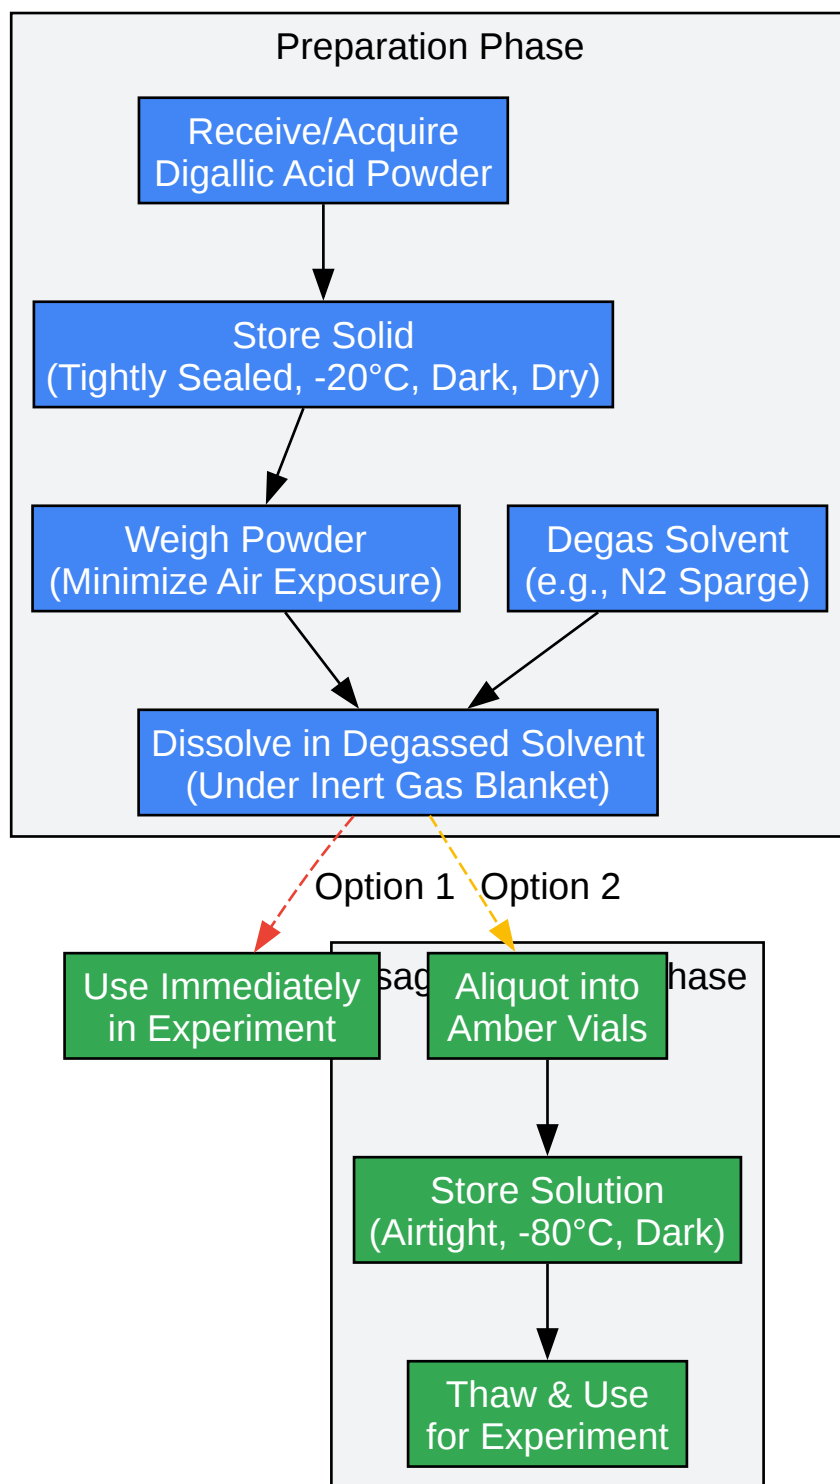 Preparation Phase
Receive/Acquire
Digallic Acid Powder
Store Solid
(Tightly Sealed, -20°C, Dark, Dry)
Weigh Powder
(Minimize Air Exposure)
Degas Solvent
(e.g., N2 Sparge)
Dissolve in Degassed Solvent
(Under Inert Gas Blanket)
Option 1
Option 2
Use Immediately
in Experiment
Aliquot into
Amber Vials
Store Solution
(Airtight, -80°C, Dark)
Thaw & Use
for Experiment